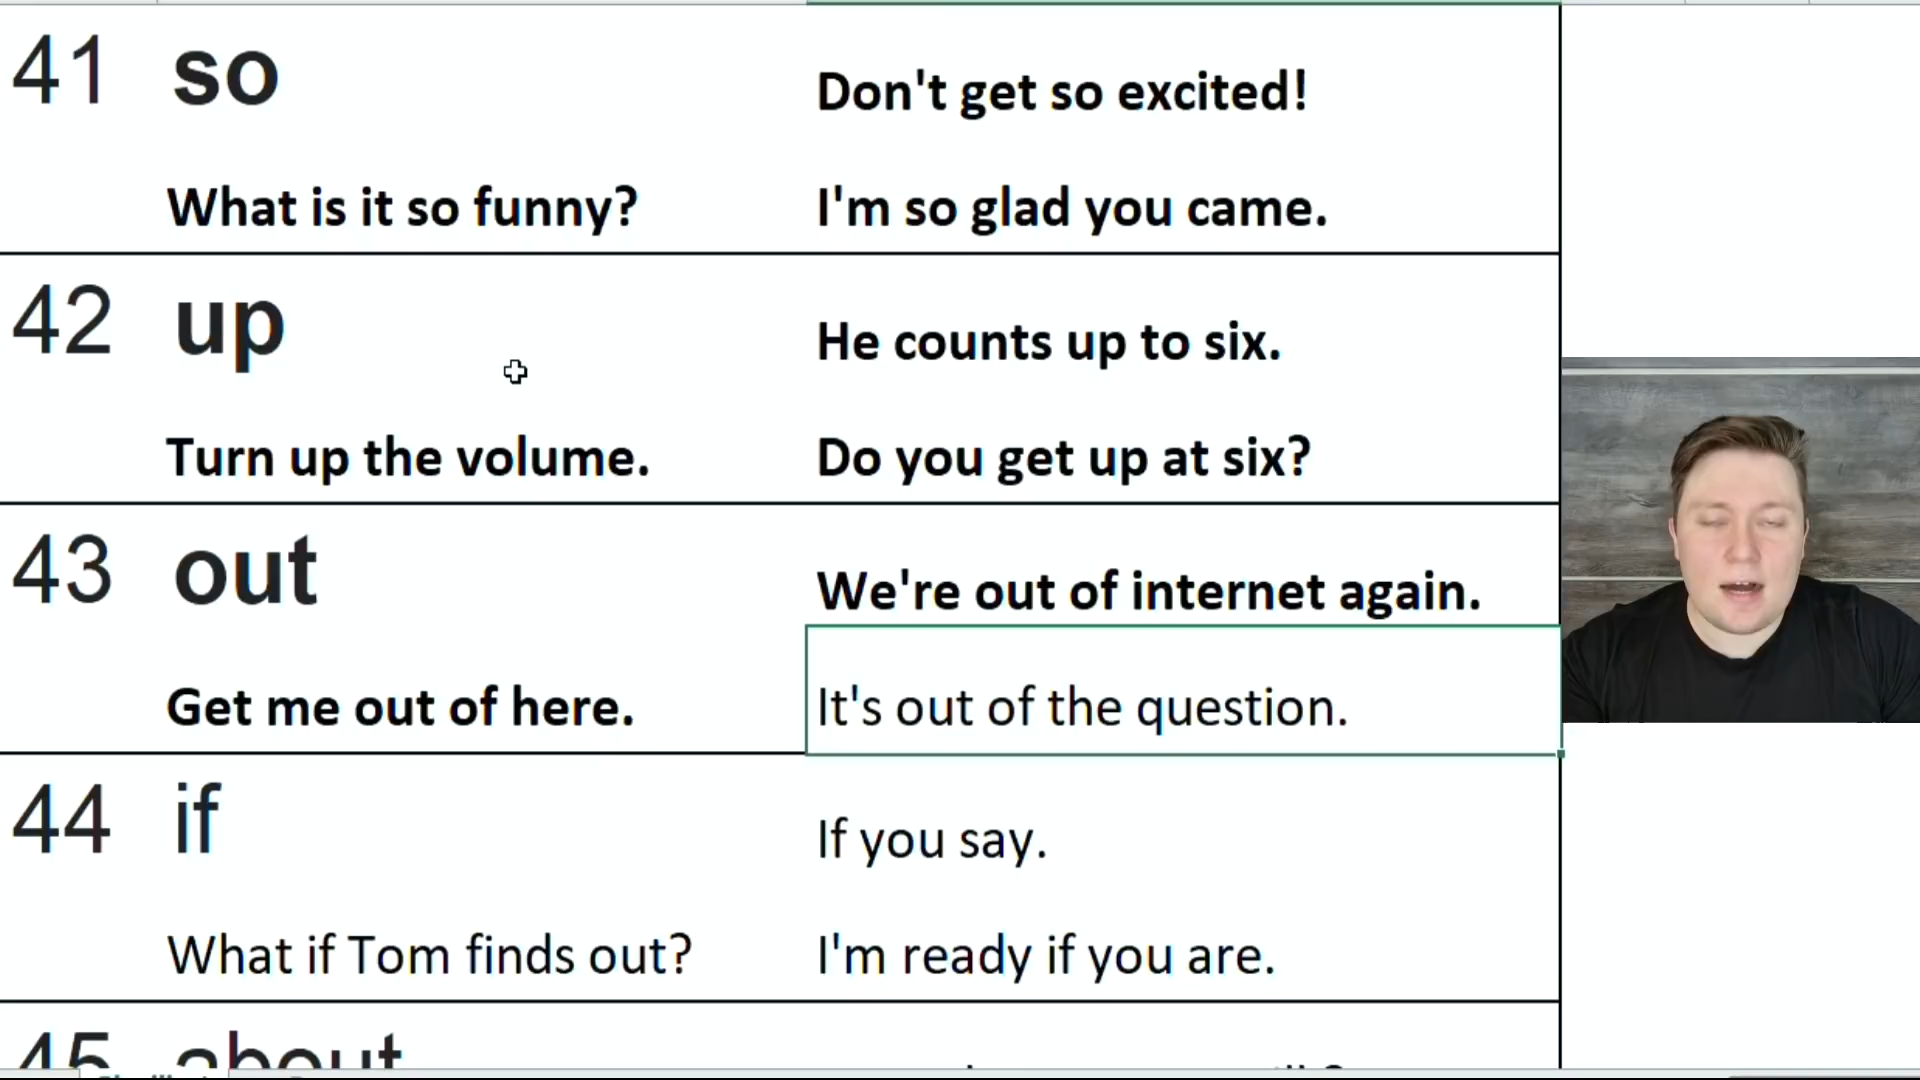 41 so Don't get so excited!
What is it so funny? I'm so glad you came.
42 up He counts up to six.
Turn up the volume. Do you get up at six?
43 out We're out of internet again.
Get me out of here. It's out of the question.
44 if If you say.
What if Tom finds out? I'm ready if you are.
45 about